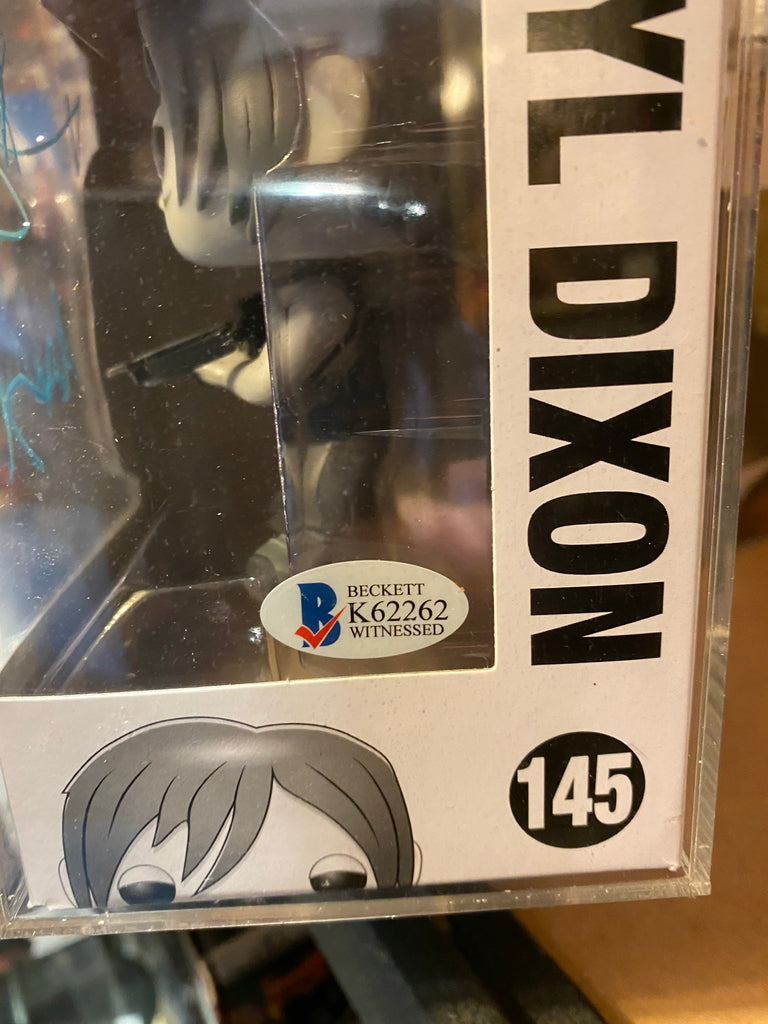 YL DIXON
BECKETT
K62262
WITNESSED
145